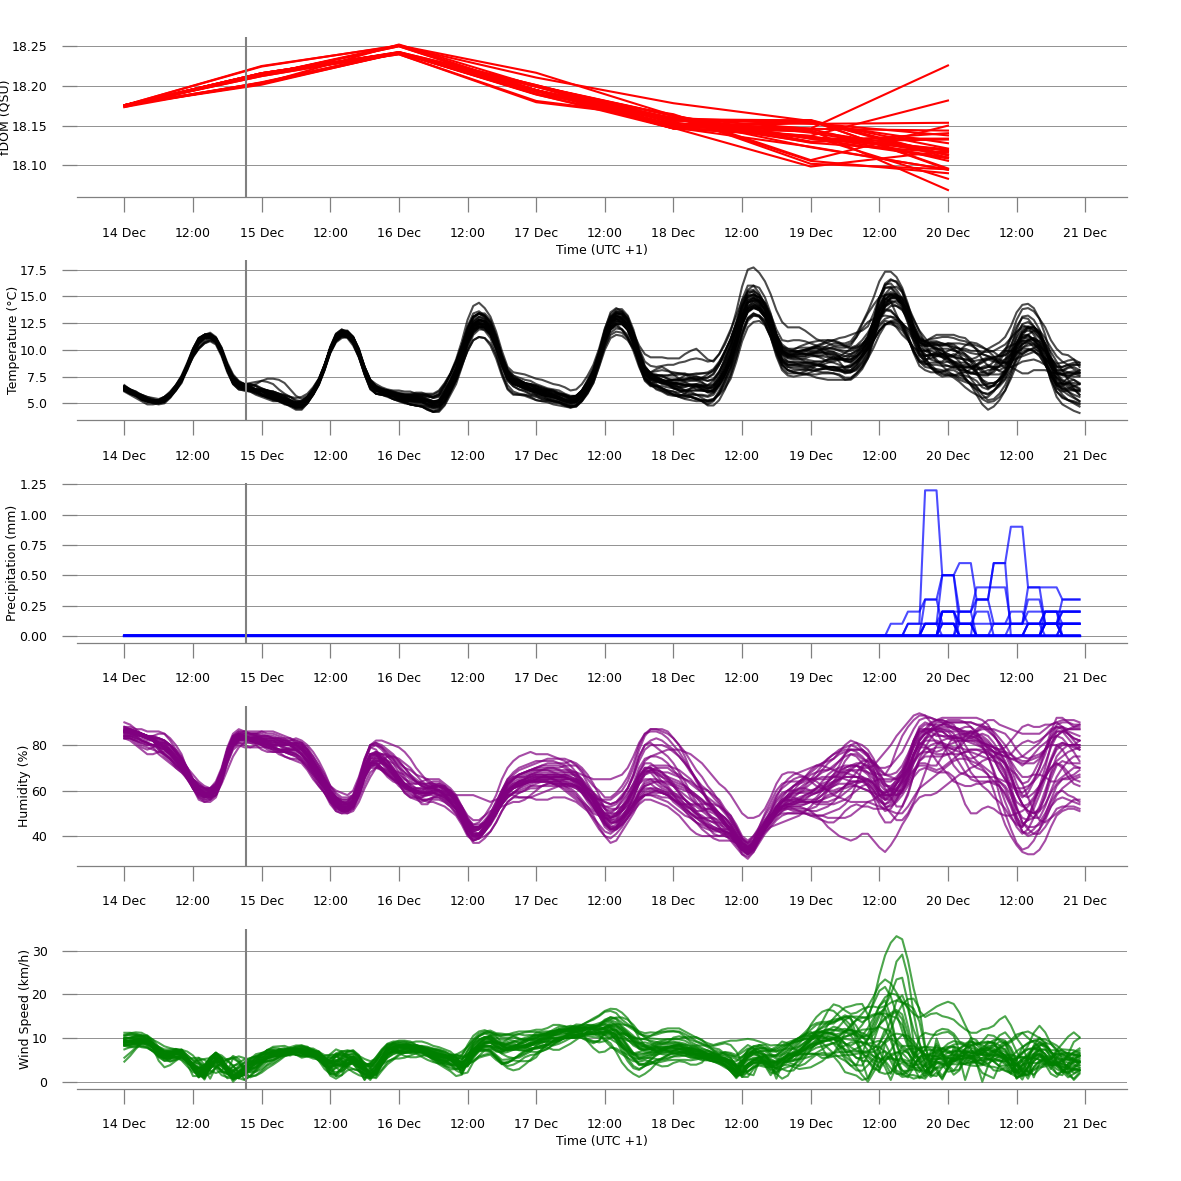 fDOM (QSU)
18.25
18.20
18.15
18.10
14 Dec 12:00 15 Dec 12:00 16 Dec 12:00 17 Dec 12:00 18 Dec 12:00 19 Dec 12:00 20 Dec 12:00 21 Dec
Time (UTC +1)
Temperature (°C)
17.5
15.0
12.5
10.0
7.5
5.0
14 Dec 12:00 15 Dec 12:00 16 Dec 12:00 17 Dec 12:00 18 Dec 12:00 19 Dec 12:00 20 Dec 12:00 21 Dec
Precipitation (mm)
1.25
1.00
0.75
0.50
0.25
0.00
14 Dec 12:00 15 Dec 12:00 16 Dec 12:00 17 Dec 12:00 18 Dec 12:00 19 Dec 12:00 20 Dec 12:00 21 Dec
Humidity (%)
80
60
40
14 Dec 12:00 15 Dec 12:00 16 Dec 12:00 17 Dec 12:00 18 Dec 12:00 19 Dec 12:00 20 Dec 12:00 21 Dec
Wind Speed (km/h)
30
20
10
0
14 Dec 12:00 15 Dec 12:00 16 Dec 12:00 17 Dec 12:00 18 Dec 12:00 19 Dec 12:00 20 Dec 12:00 21 Dec
Time (UTC +1)